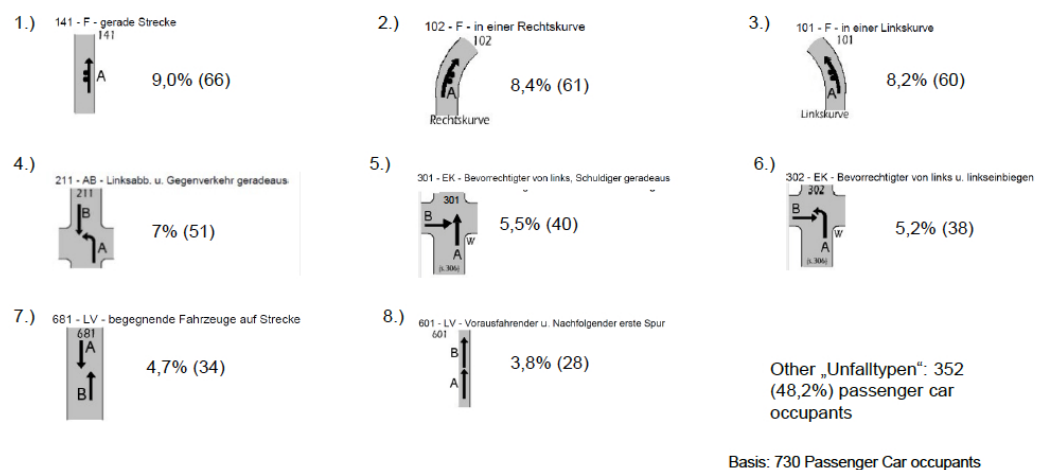 1.)
141 - F - gerade Strecke
141
A
9,0% (66)
2.)
102 - F - in einer Rechtskurve
102
A
Rechtskurve
8,4% (61)
3.)
101 - F - in einer Linkskurve
101
A
Linkskurve
8,2% (60)
4.)
211 - AB - Linksabb. u. Gegenverkehr geradeaus
211
B
A
7% (51)
5.)
301 - EK - Bevorrechtigter von links, Schuldiger geradeaus
301
B
A
W
(s.306)
5,5% (40)
6.)
302 - EK - Bevorrechtigter von links u. linkseinbiegen
302
B
A
W
(s.306)
5,2% (38)
7.)
681 - LV - begegnende Fahrzeuge auf Strecke
681
A
B
4,7% (34)
8.)
601 - LV - Vorausfahrender u. Nachfolgender erste Spur
601
B
A
3,8% (28)
Other „Unfalltypen“: 352
(48,2%) passenger car
occupants
Basis: 730 Passenger Car occupants